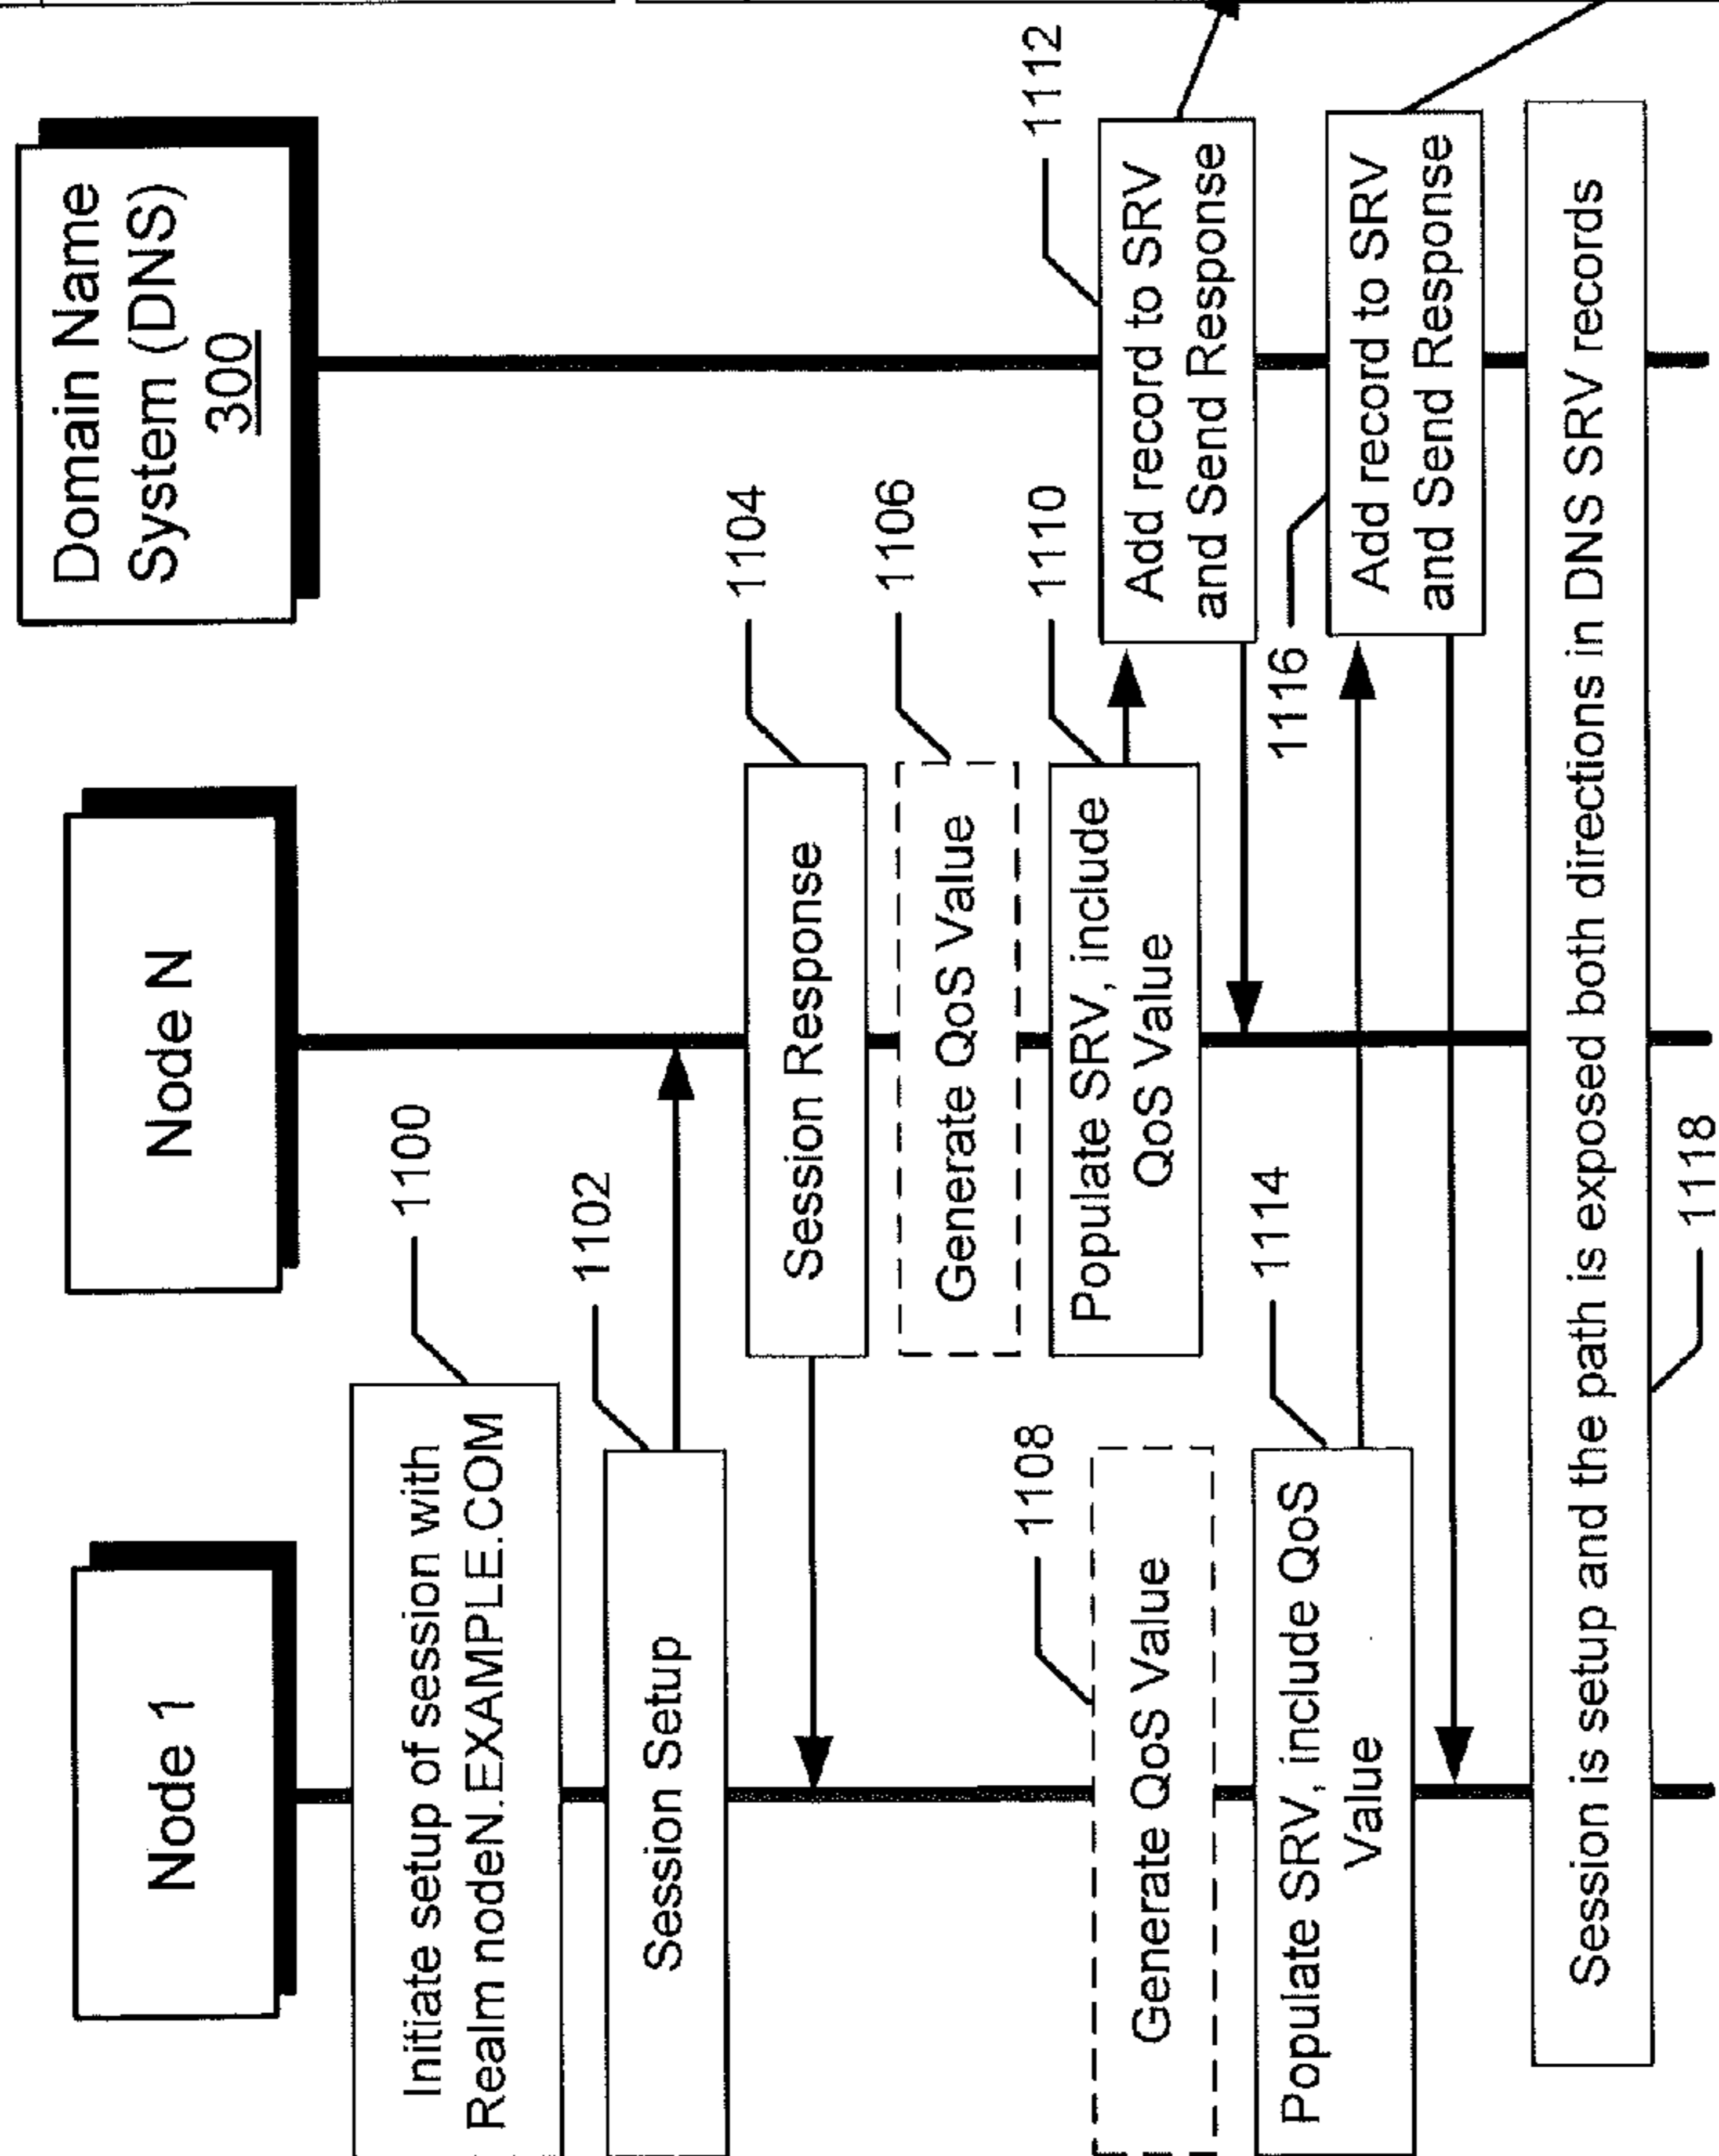 Node 1
Node N
Domain Name
System (DNS)
300
1100
Initiate setup of session with
Realm nodeN.EXAMPLE.COM
1102
Session Setup
1104
Session Response
1106
Generate QoS Value
1108
Generate QoS Value
1110
Populate SRV, include
QoS Value
1112
Add record to SRV
and Send Response
1114
Populate SRV, include QoS
Value
1116
Add record to SRV
and Send Response
Session is setup and the path is exposed both directions in DNS SRV records
1118